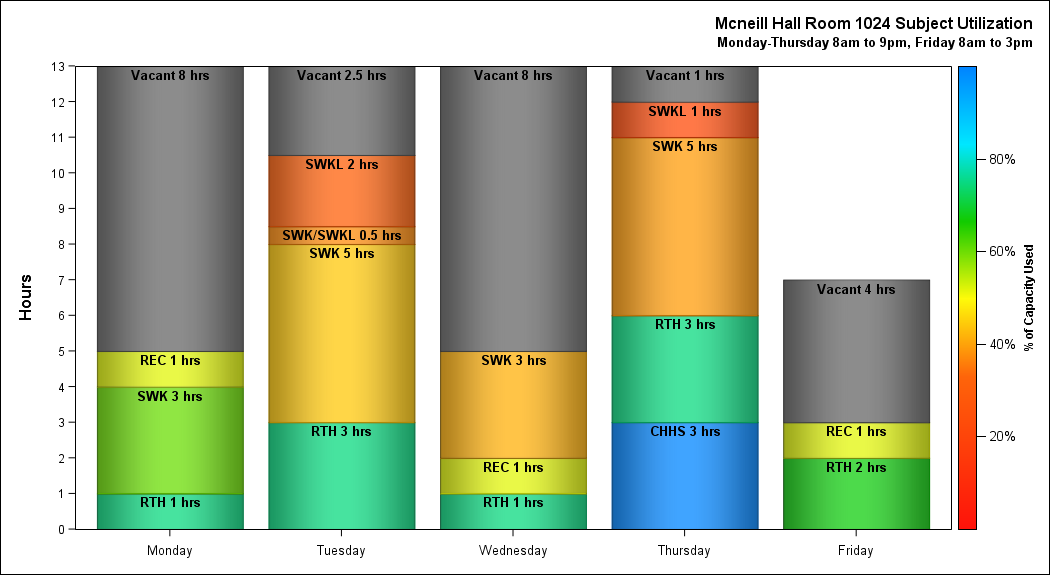 Mcneill Hall Room 1024 Subject Utilization
Monday-Thursday 8am to 9pm, Friday 8am to 3pm
Hours
13
12
11
10
9
8
7
6
5
4
3
2
1
0
Vacant 8 hrs
REC 1 hrs
SWK 3 hrs
RTH 1 hrs
Monday
Vacant 2.5 hrs
SWKL 2 hrs
SWK/SWKL 0.5 hrs
SWK 5 hrs
RTH 3 hrs
Tuesday
Vacant 8 hrs
SWK 3 hrs
REC 1 hrs
RTH 1 hrs
Wednesday
Vacant 1 hrs
SWKL 1 hrs
SWK 5 hrs
RTH 3 hrs
CHHS 3 hrs
Thursday
Vacant 4 hrs
REC 1 hrs
RTH 2 hrs
Friday
80%
60%
40%
20%
% of Capacity Used